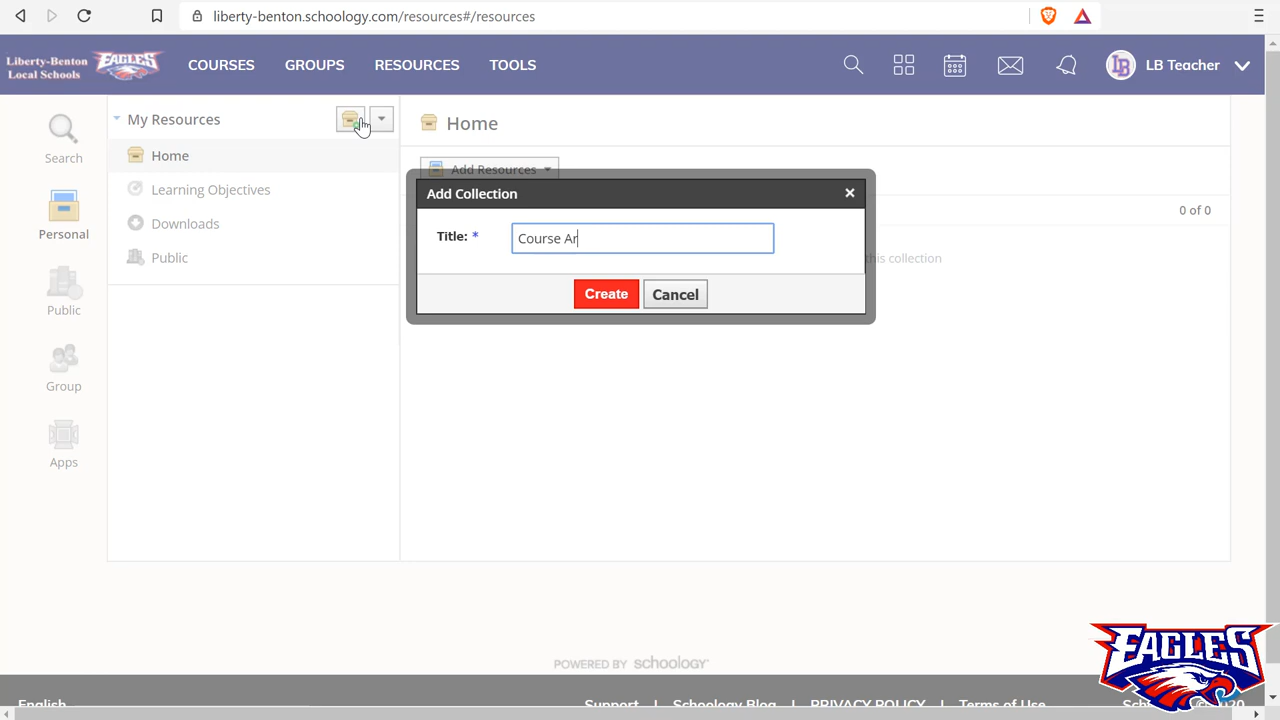 liberty-benton.schoology.com/resources#/resources
Liberty-Benton
Local Schools
EAGLES
COURSES
GROUPS
RESOURCES
TOOLS
LB
LB Teacher
Search
Personal
Public
Group
Apps
My Resources
Home
Learning Objectives
Downloads
Public
Home
Add Resources
0 of 0
this collection
Add Collection
Title: *
Course Ar
Create
Cancel
POWERED BY schoology
English
Support | Schoology Blog | PRIVACY POLICY | Terms of Use
EAGLES